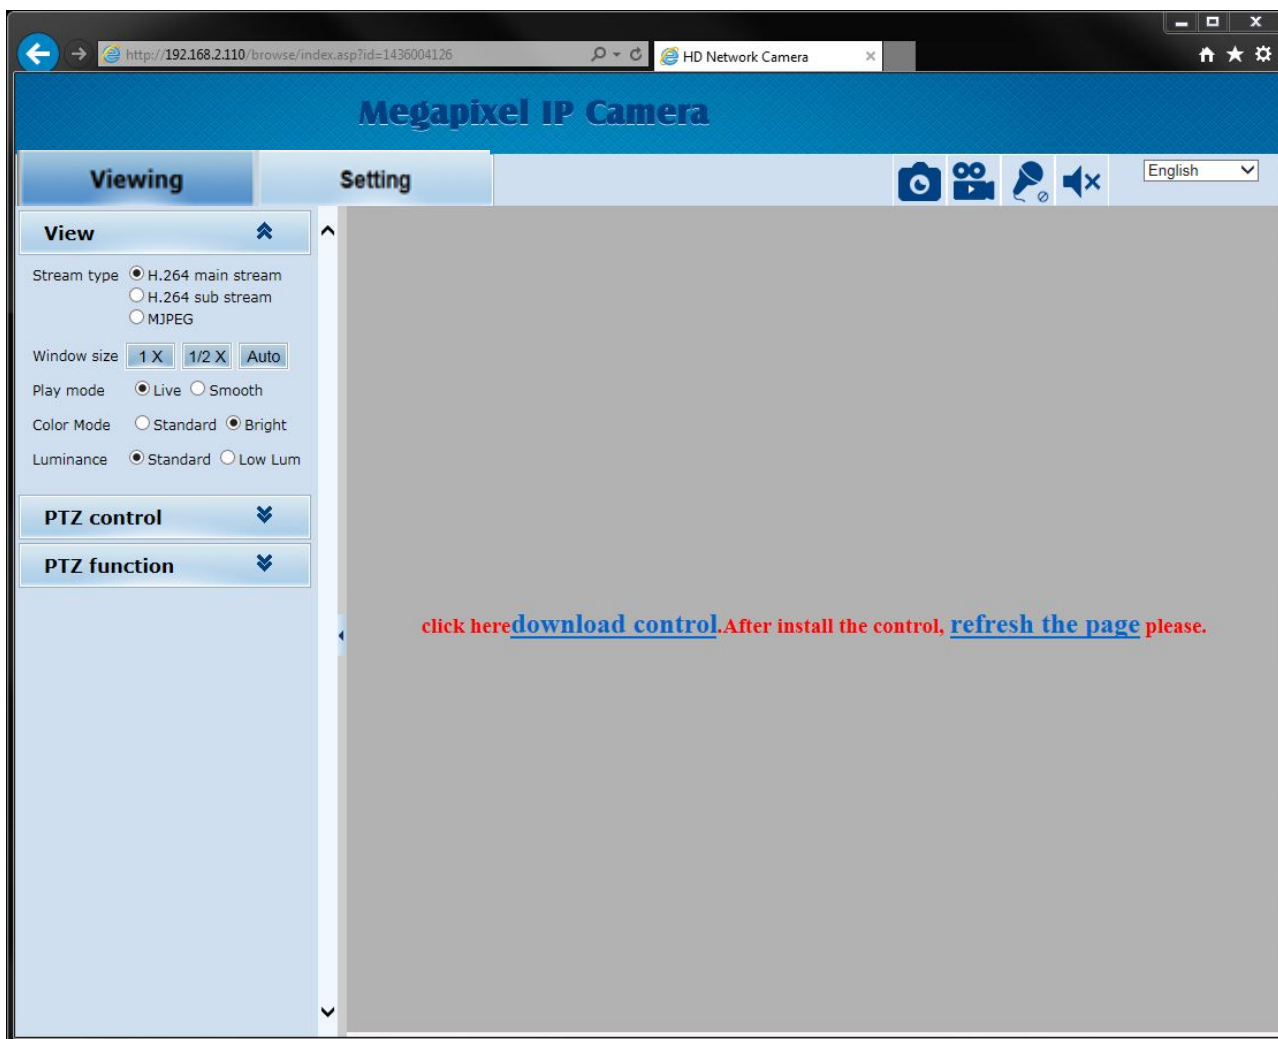 http://192.168.2.110/browse/index.asp?id=1436004126
HD Network Camera
Megapixel IP Camera
Viewing
Setting
English
View
Stream type
H.264 main stream
H.264 sub stream
MJPEG
Window size 1 X 1/2 X Auto
Play mode Live Smooth
Color Mode Standard Bright
Luminance Standard Low Lum
PTZ control
PTZ function
click heredownload control.After install the control, refresh the page please.